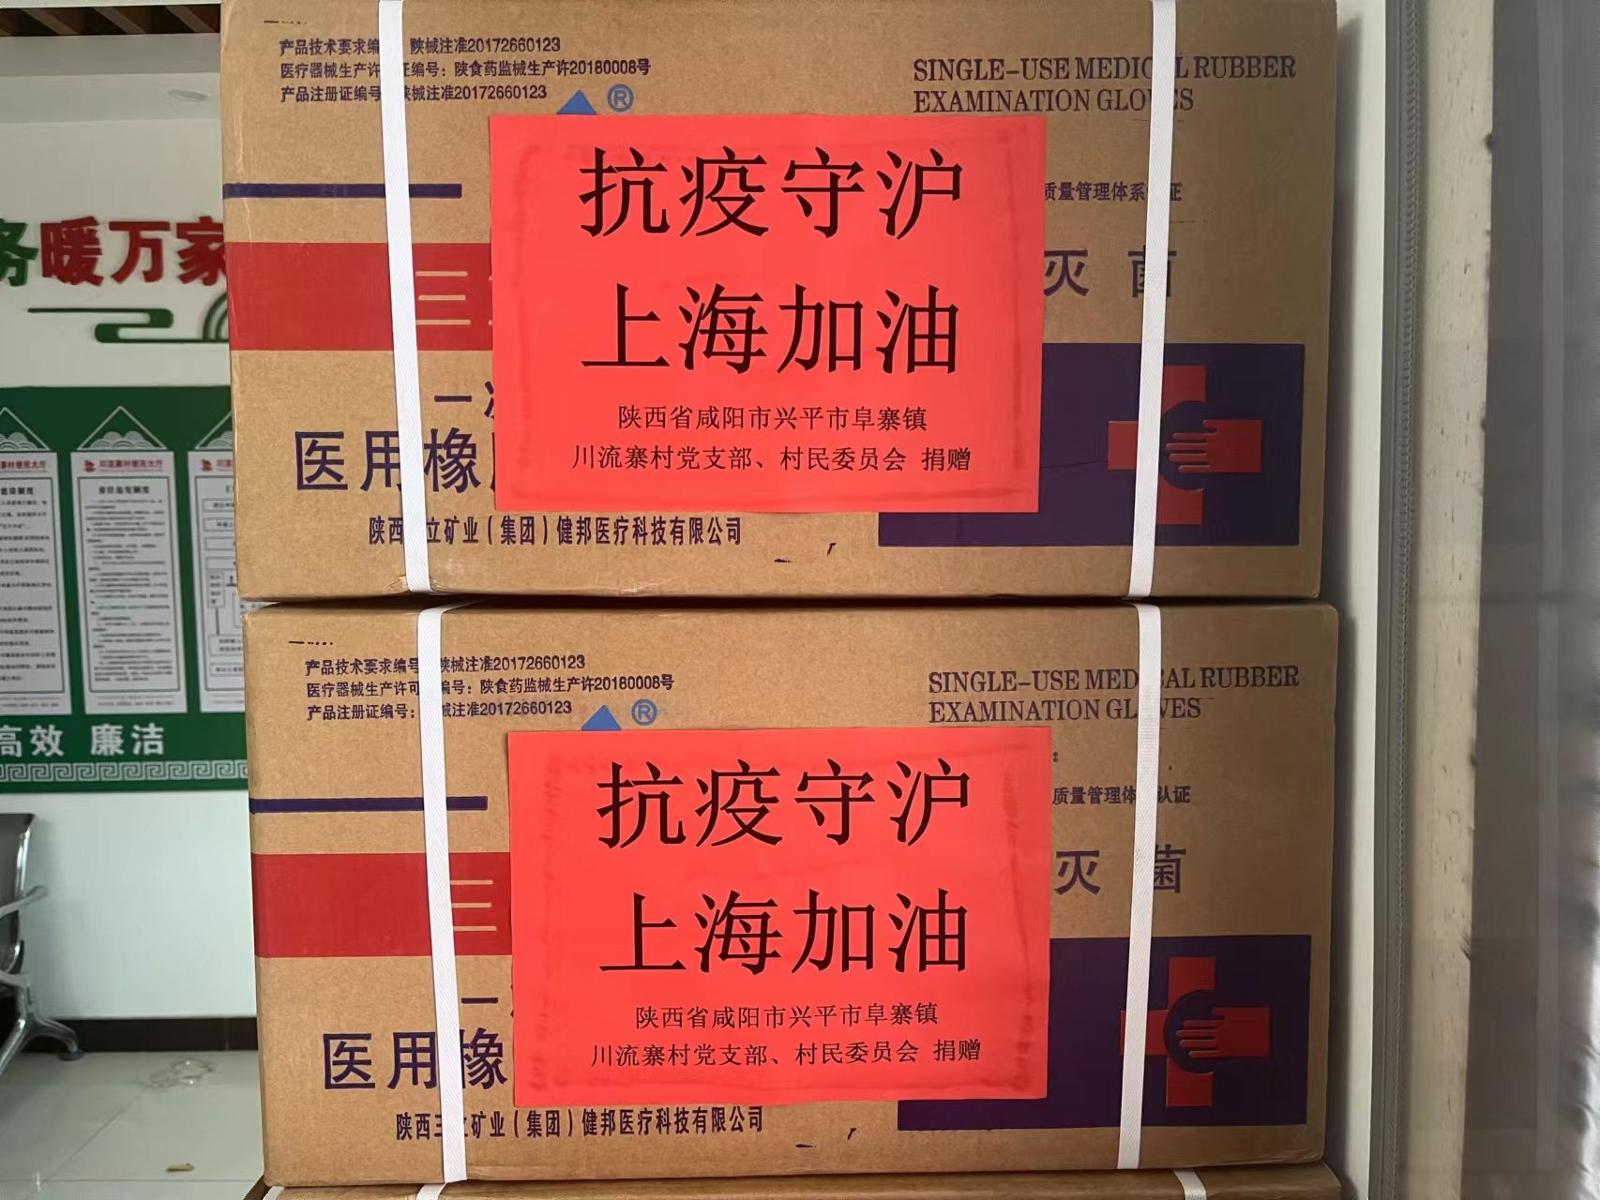 产品技术要求编 陕械注准20172660123
医疗器械生产许 证编号：陕食药监械生产许20180008号
产品注册证编号 陕械注准20172660123
®
SINGLE-USE MEDICAL RUBBER
EXAMINATION GLOVES
抗疫守沪
上海加油
陕西省咸阳市兴平市阜寨镇
川流寨村党支部、村民委员会 捐赠
质量管理体系 证
灭菌
三
一次
医用橡
陕西 立矿业（集团）健邦医疗科技有限公司
务暖万家
高效 廉洁
产品技术要求编号 陕械注准20172660123
医疗器械生产许可 编号：陕食药监械生产许20180008号
产品注册证编号： 械注准20172660123
®
SINGLE-USE MEDICAL RUBBER
EXAMINATION GLOVES
抗疫守沪
上海加油
陕西省咸阳市兴平市阜寨镇
川流寨村党支部、村民委员会 捐赠
质量管理体 认证
灭菌
三
一
医用橡
陕西三立矿业（集团）健邦医疗科技有限公司